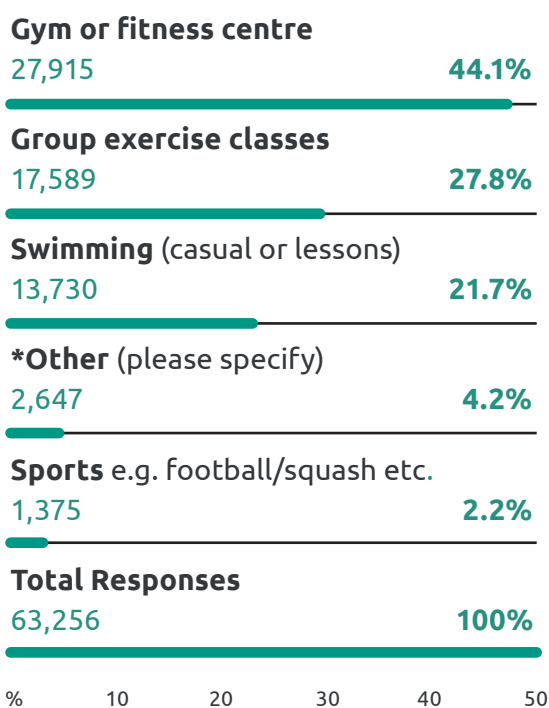 Gym or fitness centre
27,915 44.1%
Group exercise classes
17,589 27.8%
Swimming (casual or lessons)
13,730 21.7%
*Other (please specify)
2,647 4.2%
Sports e.g. football/squash etc.
1,375 2.2%
Total Responses
63,256 100%
% 10 20 30 40 50